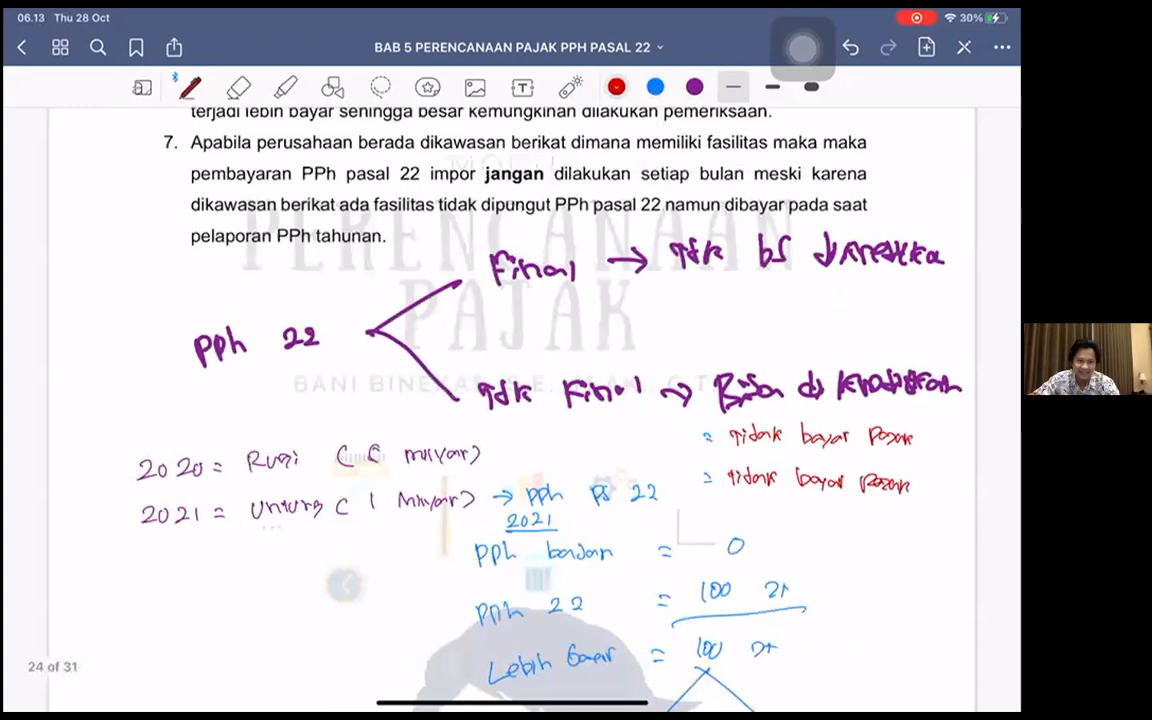 06.13 Thu 28 Oct
30%
BAB 5 PERENCANAAN PAJAK PPH PASAL 22
terjadi lebih bayar sehingga besar kemungkinan dilakukan pemeriksaan.
7. Apabila perusahaan berada dikawasan berikat dimana memiliki fasilitas maka maka
pembayaran PPh pasal 22 impor jangan dilakukan setiap bulan meski karena
dikawasan berikat ada fasilitas tidak dipungut PPh pasal 22 namun dibayar pada saat
pelaporan PPh tahunan.
PERENCANAAN
PAJAK
Final → tdk bs
PPh 22
tdk Final → Bisa di kreditkan
= tidak bayar pajak
2020 = Rugi ( milyar)
= tidak bayar pajak
2021 = Untung ( 1 Milyar) → PPh ps 22
2021
PPh badan = 0
PPh 22 = 100 jt
Lebih Bayar = 100 jt
24 of 31